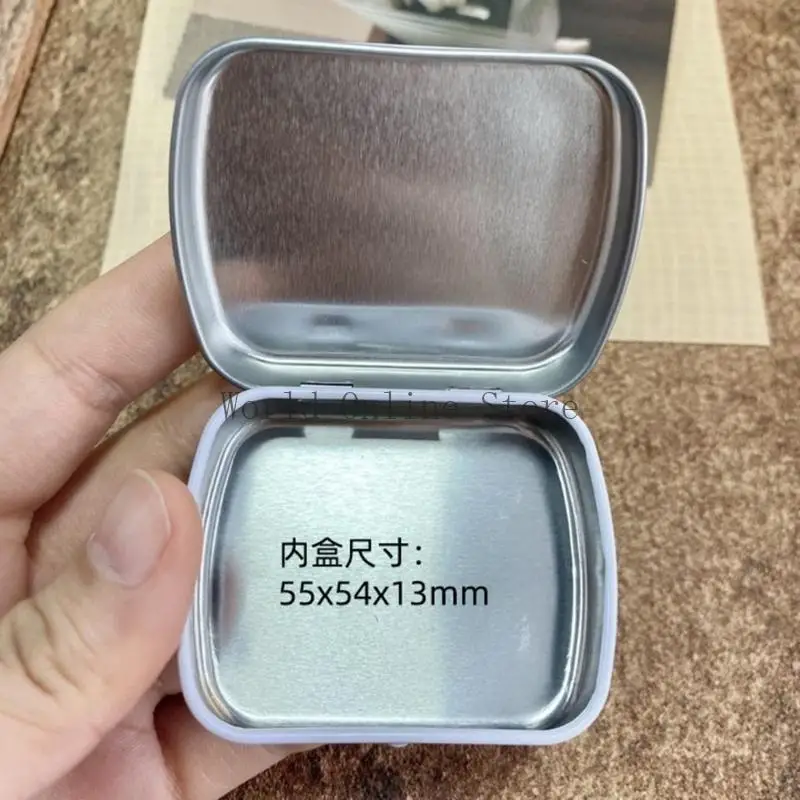 World Online Store
内盒尺寸:
55x54x13mm